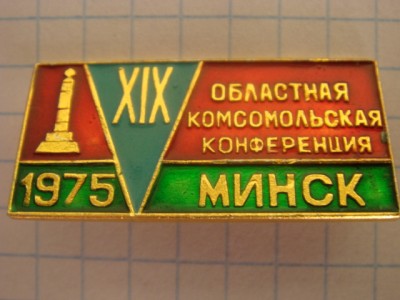 XIX
ОБЛАСТНАЯ
КОМСОМОЛЬСКАЯ
КОНФЕРЕНЦИЯ
1975
МИНСК